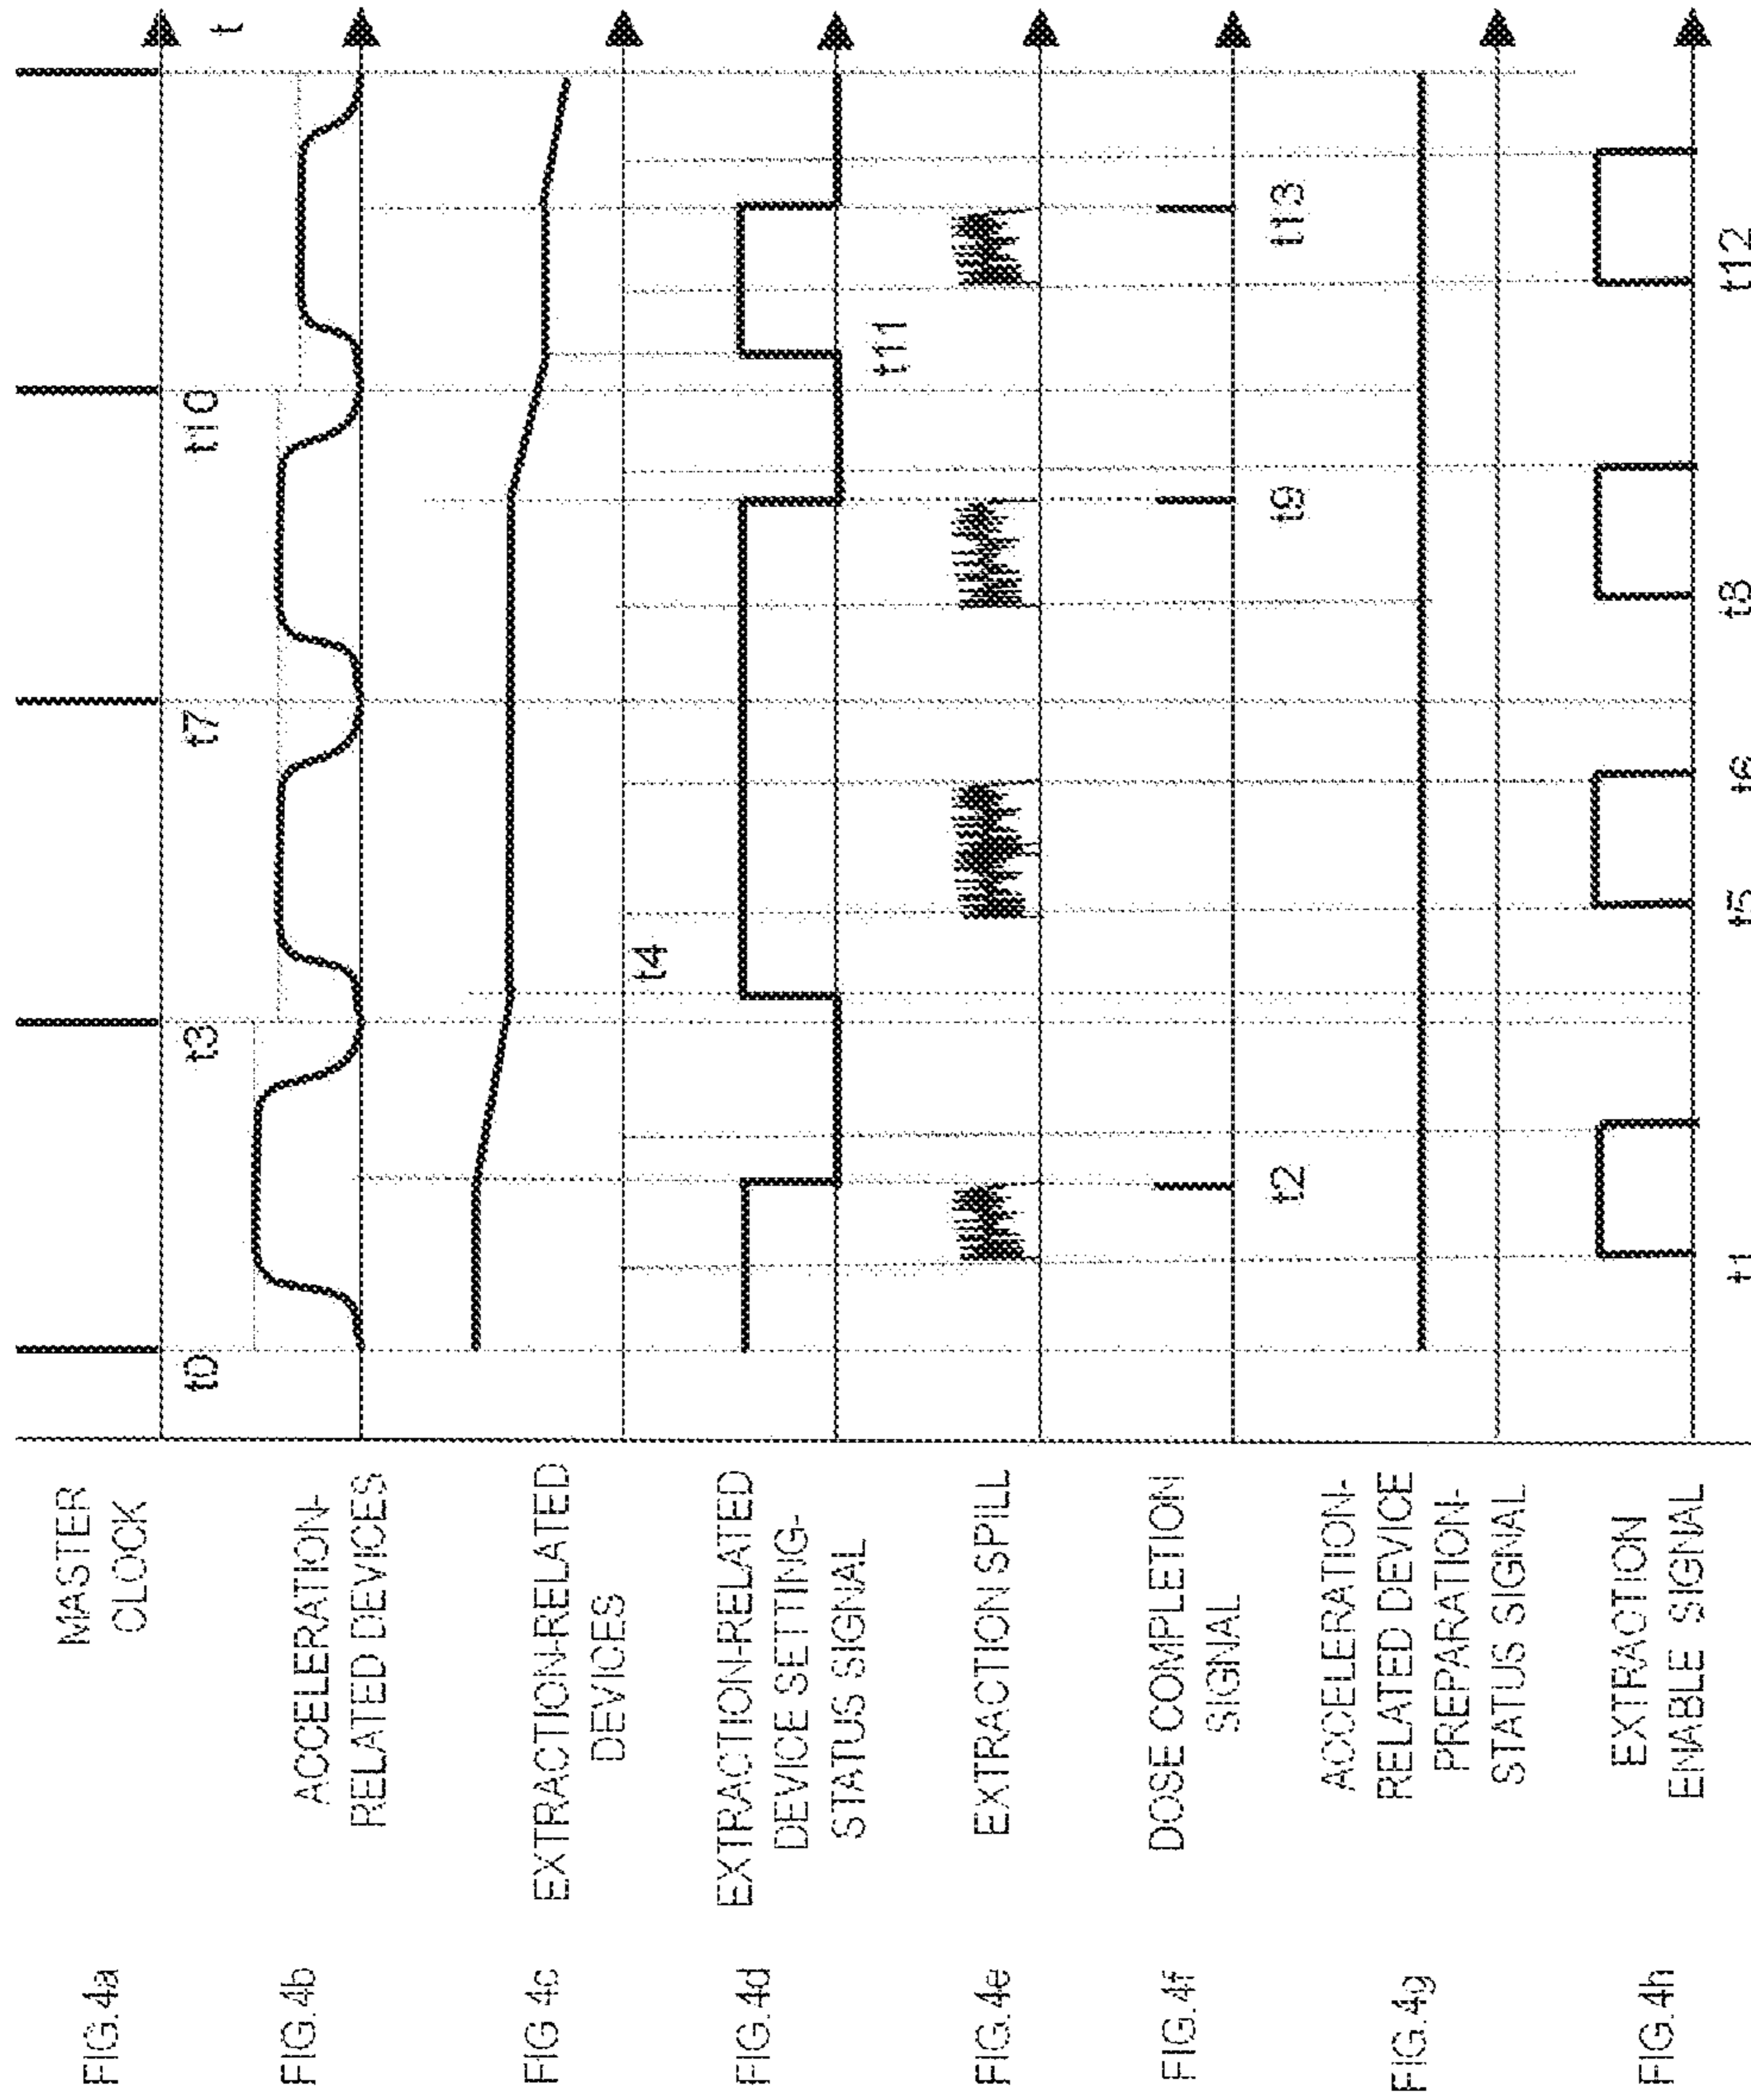 FIG.4a
MASTER
CLOCK
t0
t3
t7
t10
t
FIG.4b
ACCELERATION-
RELATED DEVICES
FIG 4c
EXTRACTION-RELATED
DEVICES
t4
FIG.4d
EXTRACTION-RELATED
DEVICE SETTING-
STATUS SIGNAL
t11
FIG.4e
EXTRACTION SPILL
FIG.4f
DOSE COMPLETION
SIGNAL
t2
t9
t13
FIG.4g
ACCELERATION-
RELATED DEVICE
PREPARATION-
STATUS SIGNAL
FIG.4h
EXTRACTION
ENABLE SIGNAL
t1
t5
t6
t8
t12